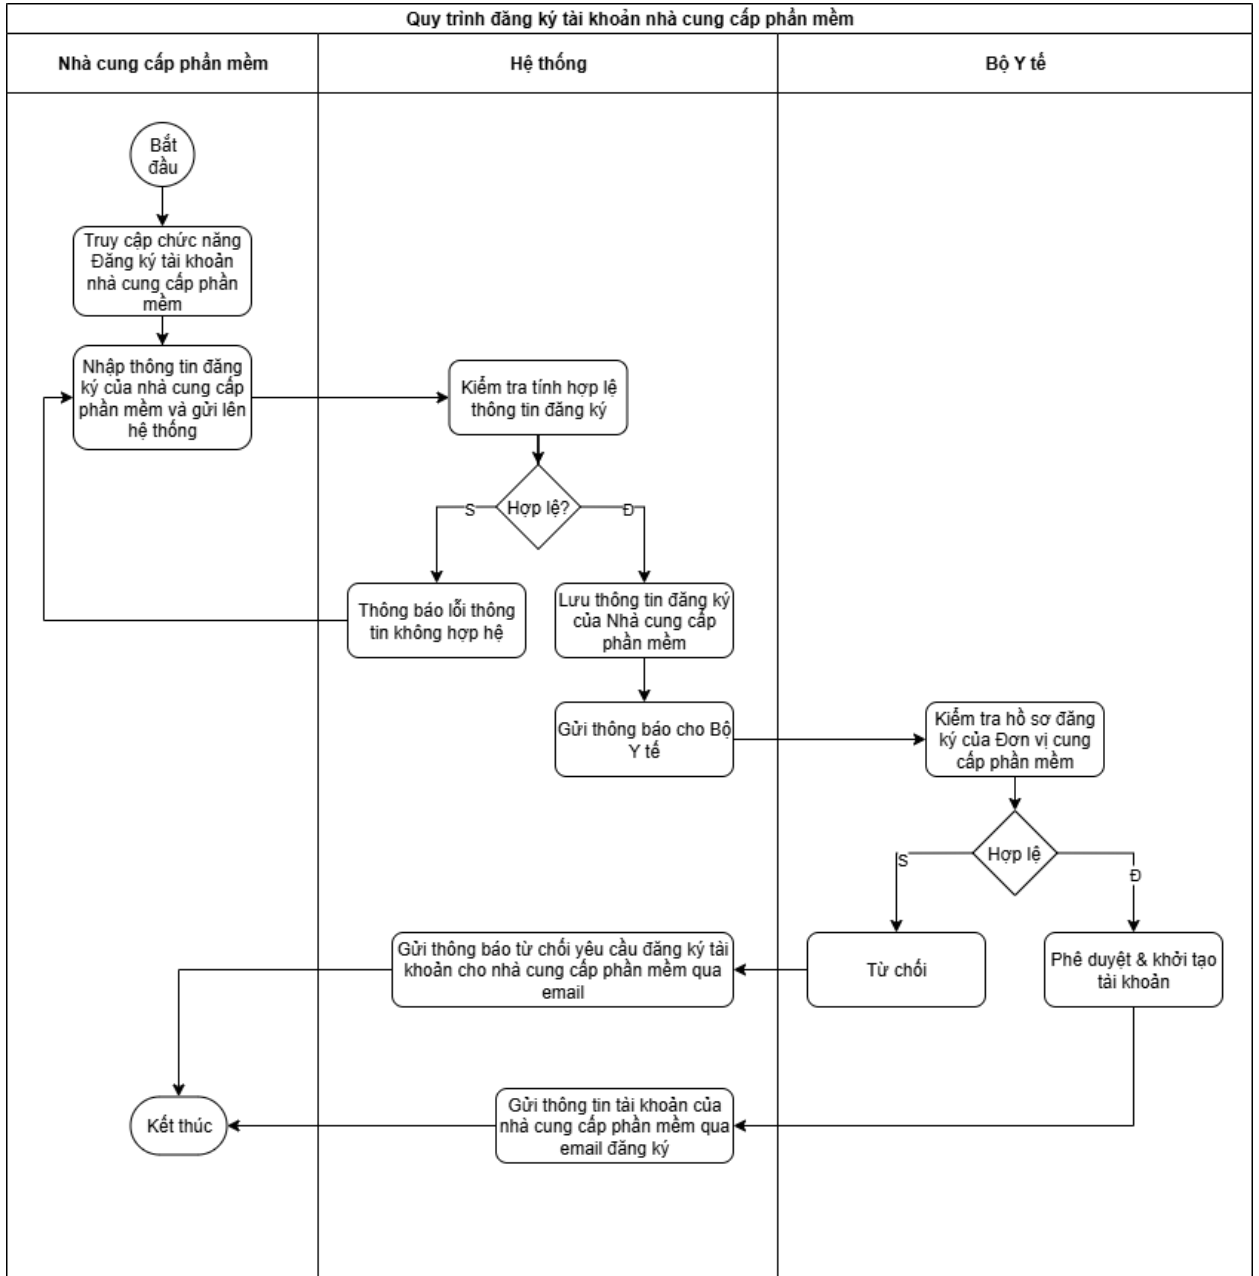 Quy trình đăng ký tài khoản nhà cung cấp phần mềm
Nhà cung cấp phần mềm
Hệ thống
Bộ Y tế
Bắt
đầu
Truy cập chức năng
Đăng ký tài khoản
nhà cung cấp phần
mềm
Nhập thông tin đăng
ký của nhà cung cấp
phần mềm và gửi lên
hệ thống
Kiểm tra tính hợp lệ
thông tin đăng ký
S
Hợp lệ?
Đ
Thông báo lỗi thông
tin không hợp hệ
Lưu thông tin đăng ký
của Nhà cung cấp
phần mềm
Gửi thông báo cho Bộ
Y tế
Kiểm tra hồ sơ đăng
ký của Đơn vị cung
cấp phần mềm
S
Hợp lệ
Đ
Gửi thông báo từ chối yêu cầu đăng ký tài
khoản cho nhà cung cấp phần mềm qua
email
Từ chối
Phê duyệt & khởi tạo
tài khoản
Kết thúc
Gửi thông tin tài khoản của
nhà cung cấp phần mềm qua
email đăng ký